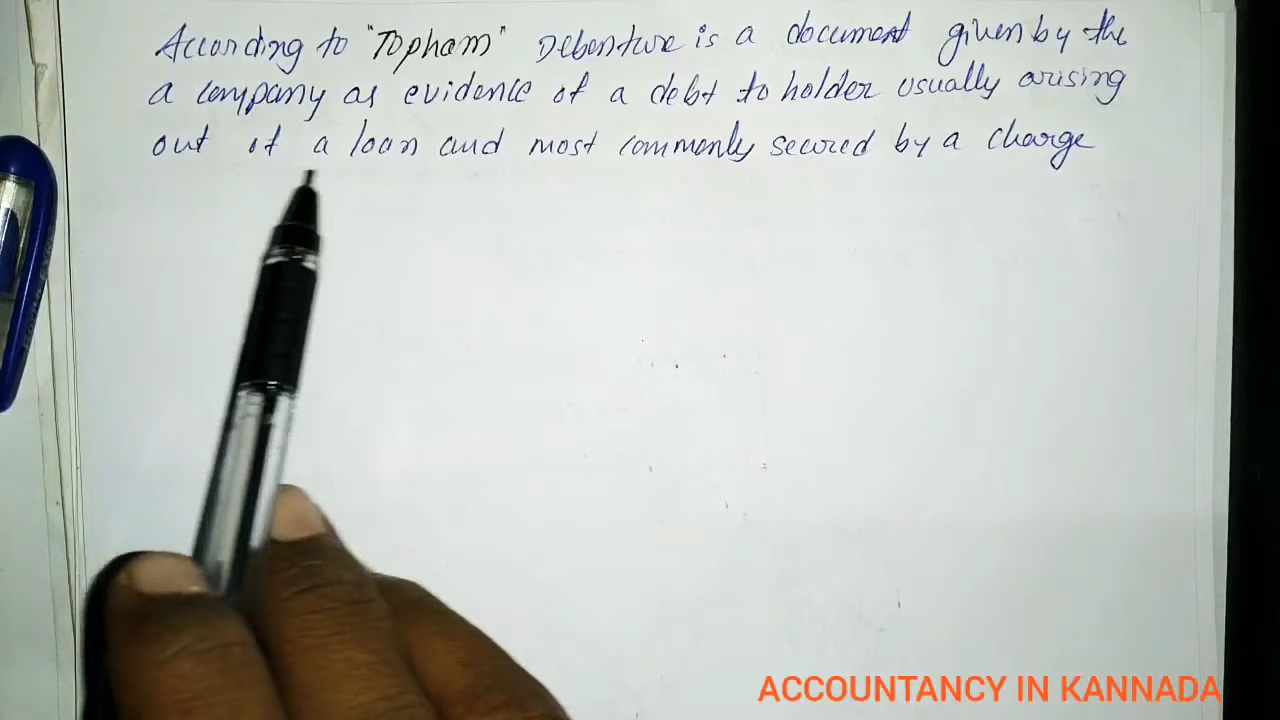 According to "Topham" Debenture is a document given by the
a company as evidence of a debt to holder usually arising
out of a loan and most commonly secured by a charge
ACCOUNTANCY IN KANNADA